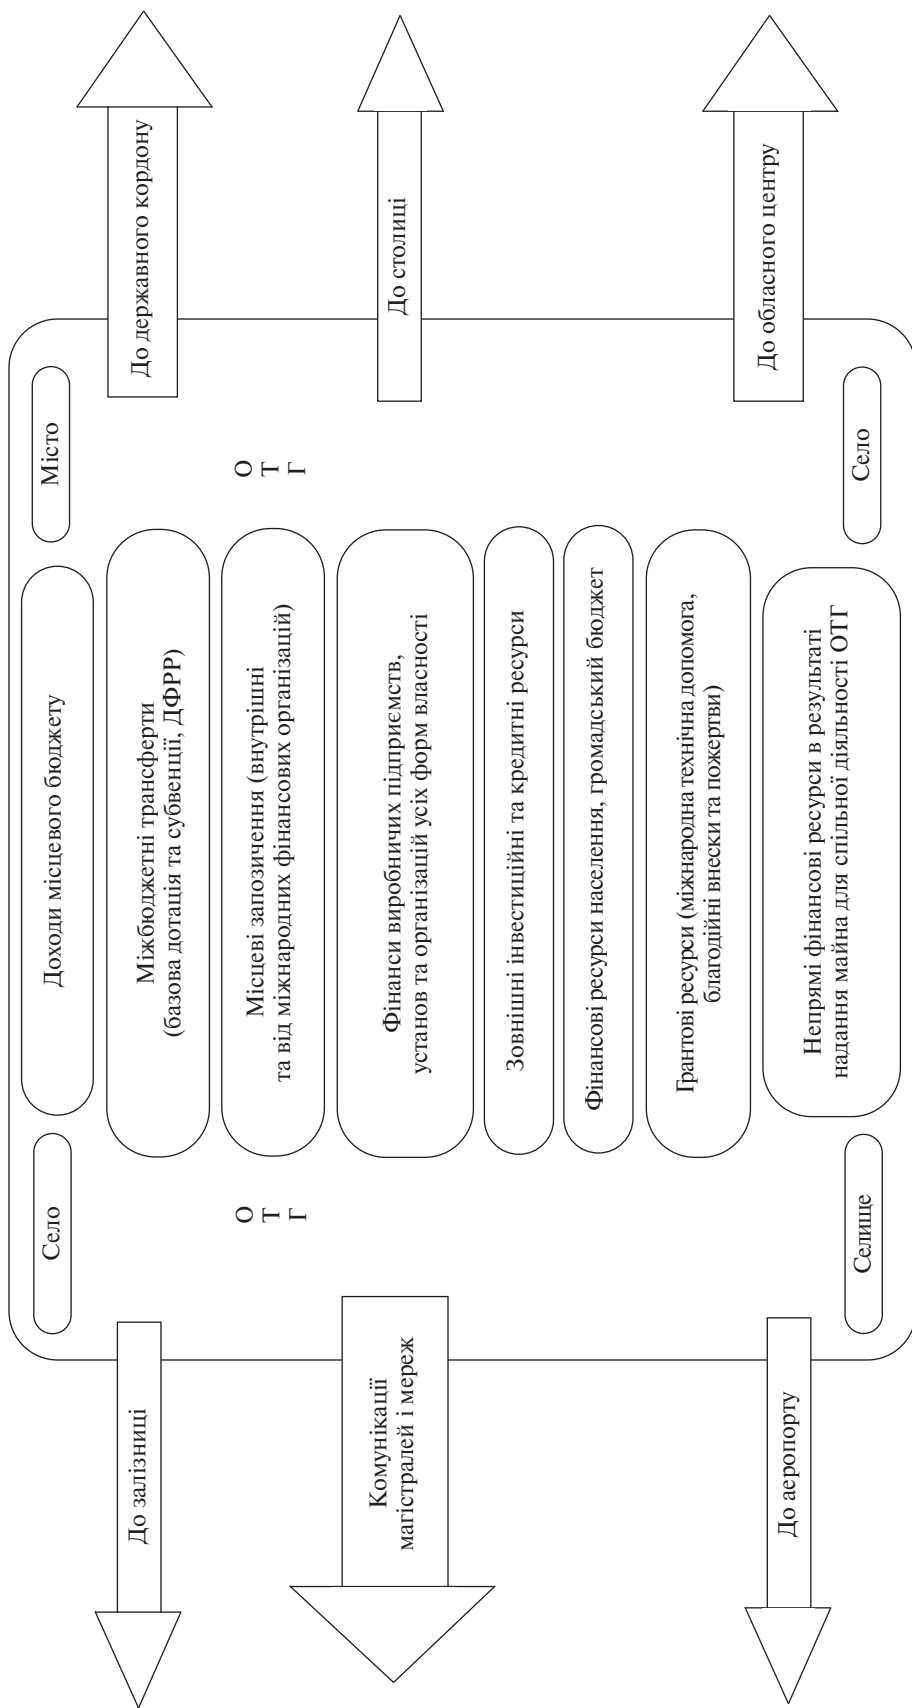 Село
Доходи місцевого бюджету
Місто
До залізниці
Міжбюджетні трансферти
(базова дотація та субвенції, ДФРР)
До державного кордону
О
Т
Г
Місцеві запозичення (внутрішні
та від міжнародних фінансових організацій)
О
Т
Г
Комунікації
магістралей і мереж
Фінанси виробничих підприємств,
установ та організацій усіх форм власності
До столиці
Зовнішні інвестиційні та кредитні ресурси
Фінансові ресурси населення, громадський бюджет
Грантові ресурси (міжнародна технічна допомога,
благодійні внески та пожертви)
До аеропорту
До обласного центру
Селище
Непрямі фінансові ресурси в результаті
надання майна для спільної діяльності ОТГ
Село